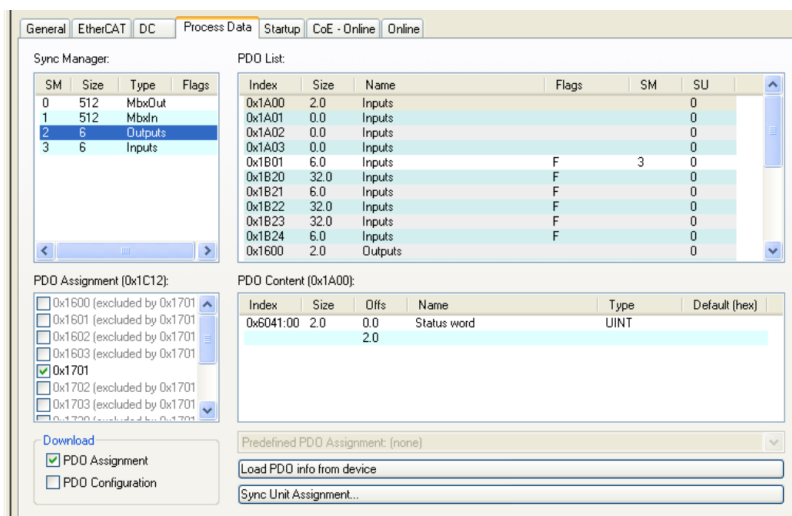 General EtherCAT DC Process Data Startup CoE - Online Online
Sync Manager:
SM Size Type Flags
0 512 MbxOut
1 512 MbxIn
2 6 Outputs
3 6 Inputs
PDO List:
Index Size Name Flags SM SU
0x1A00 2.0 Inputs 0
0x1A01 0.0 Inputs 0
0x1A02 0.0 Inputs 0
0x1A03 0.0 Inputs 0
0x1B01 6.0 Inputs F 3 0
0x1B20 32.0 Inputs F 0
0x1B21 6.0 Inputs F 0
0x1B22 32.0 Inputs F 0
0x1B23 32.0 Inputs F 0
0x1B24 6.0 Inputs F 0
0x1600 2.0 Outputs 0
PDO Assignment (0x1C12):
0x1600 (excluded by 0x1701
0x1601 (excluded by 0x1701
0x1602 (excluded by 0x1701
0x1603 (excluded by 0x1701
0x1701
0x1702 (excluded by 0x1701
0x1703 (excluded by 0x1701
PDO Content (0x1A00):
Index Size Offs Name Type Default (hex)
0x6041:00 2.0 0.0 Status word UINT
2.0
Download
PDO Assignment
PDO Configuration
Predefined PDO Assignment: (none)
Load PDO info from device
Sync Unit Assignment...